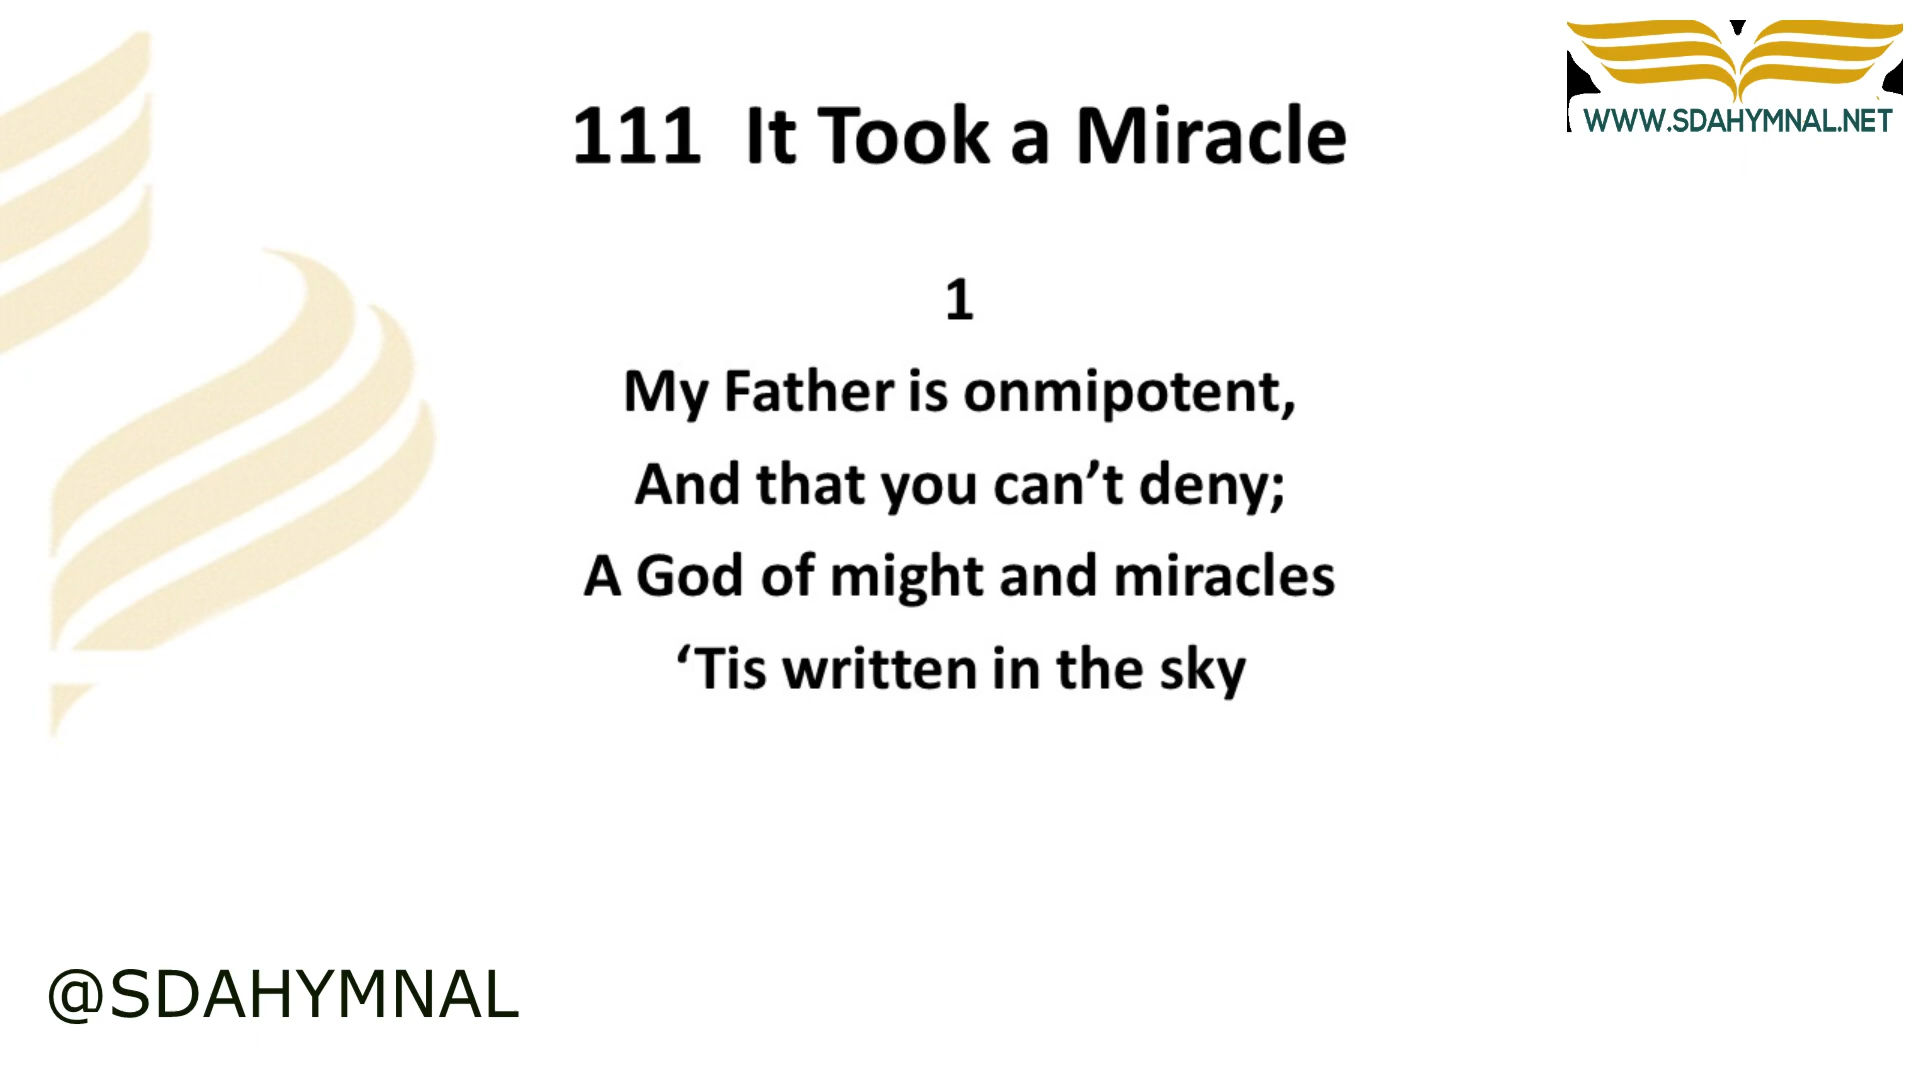 WWW.SDAHYMNAL.NET
111 It Took a Miracle
1
My Father is onmipotent,
And that you can’t deny;
A God of might and miracles
‘Tis written in the sky
@SDAHYMNAL